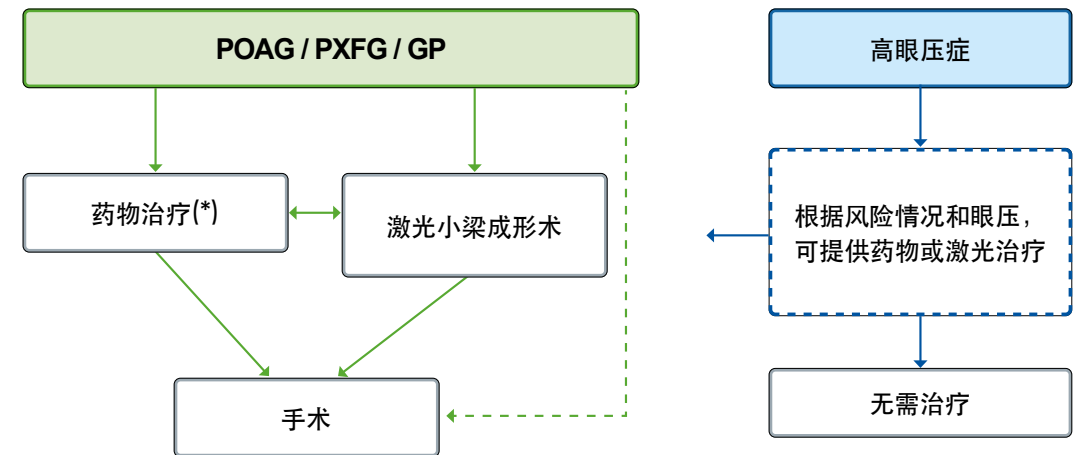 POAG / PXFG / GP
药物治疗(*)
激光小梁成形术
手术
高眼压症
根据风险情况和眼压，
可提供药物或激光治疗
无需治疗